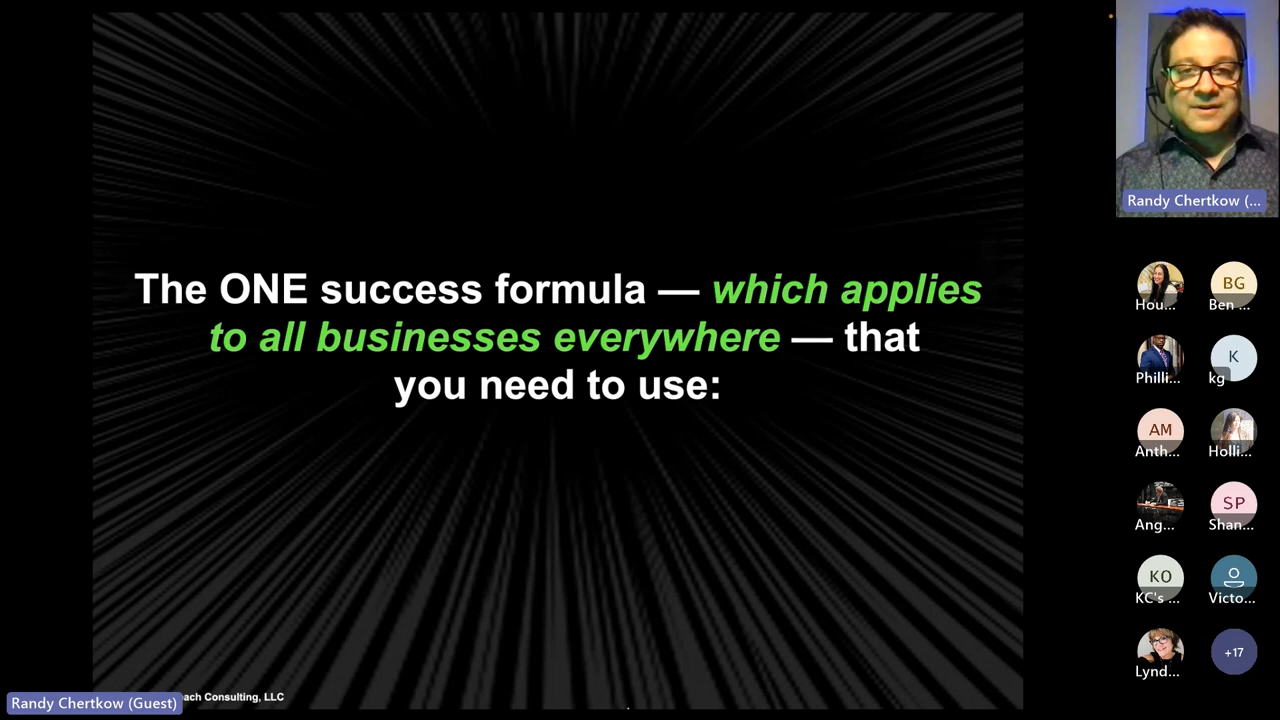 The ONE success formula — which applies
to all businesses everywhere — that
you need to use:
ach Consulting, LLC
Randy Chertkow (Guest)
Randy Chertkow (...
Hou...
BG
Ben ...
Philli...
K
kg
AM
Anth...
Holli...
Ang...
SP
Shan...
KO
KC's ...
Victo...
Lynd...
+17